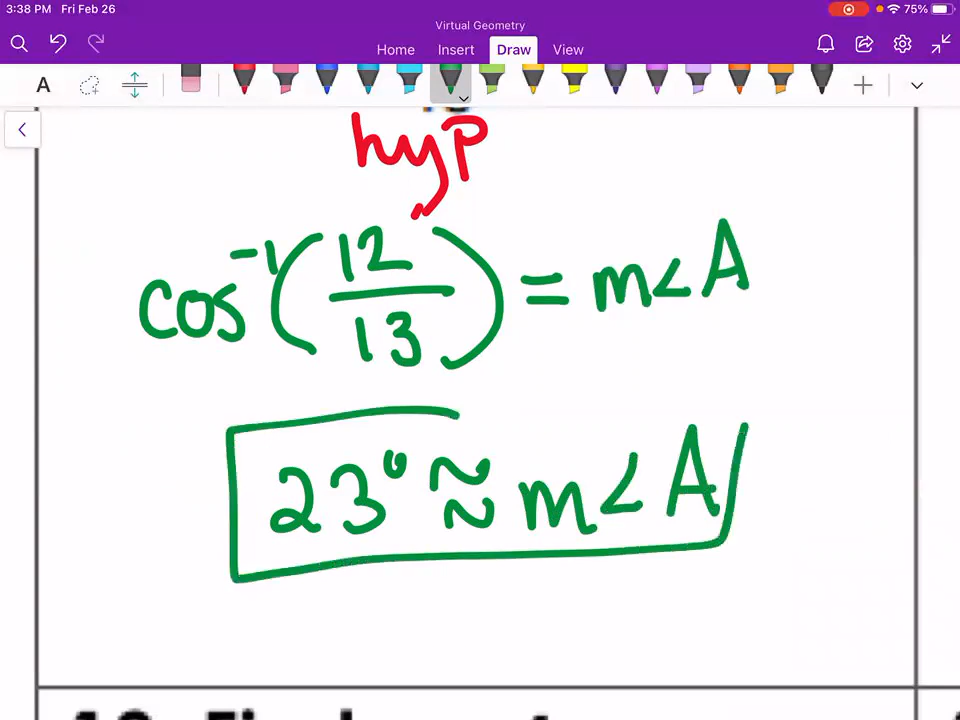 3:38 PM Fri Feb 26
75%
Virtual Geometry
Home Insert Draw View
A
hyp
cos⁻¹(12/13) = m∠A
23° ≈ m∠A